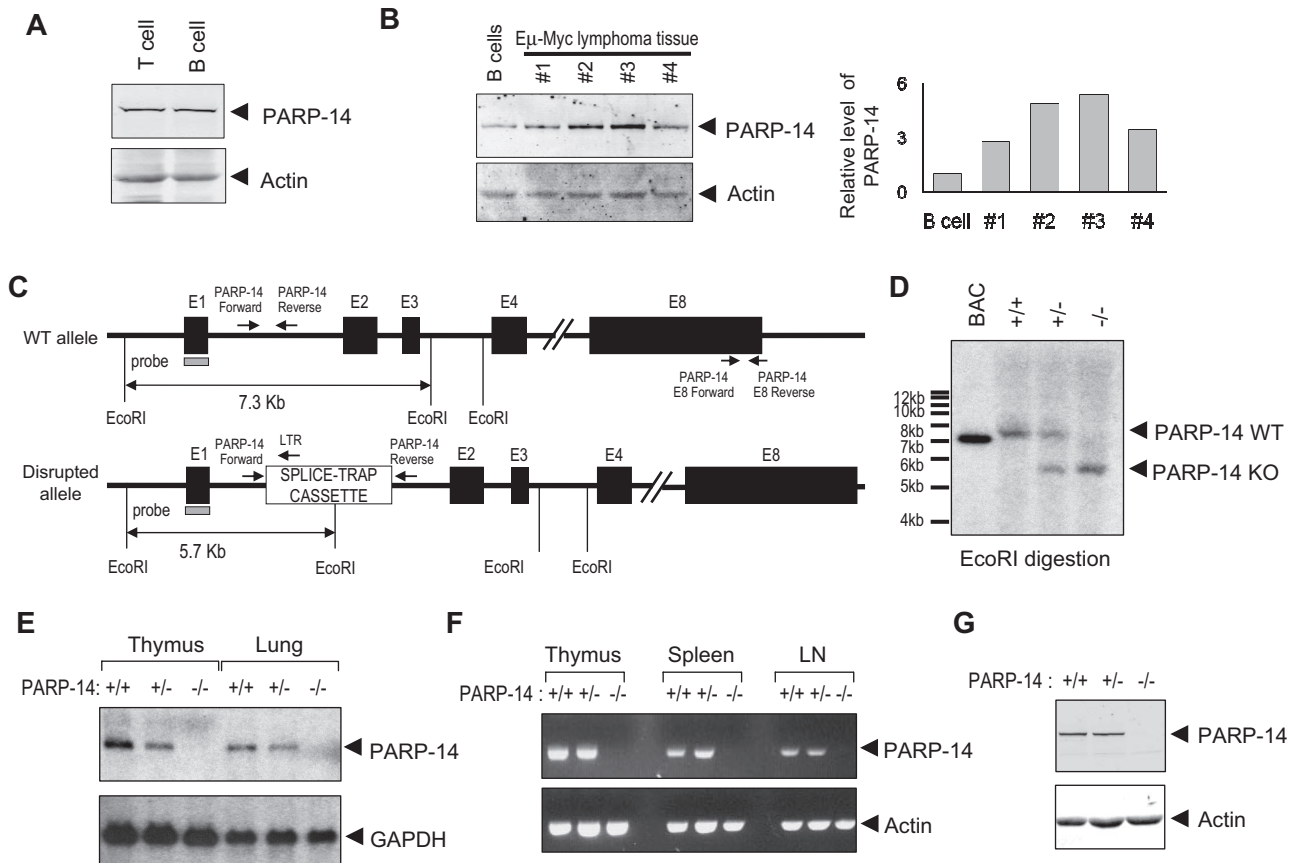 A
T cell
B cell
PARP-14
Actin
B
Eμ-Myc lymphoma tissue
B cells
#1
#2
#3
#4
PARP-14
Actin
Relative level of
PARP-14
6
3
0
B cell #1 #2 #3 #4
C
WT allele
E1
PARP-14
Forward
PARP-14
Reverse
E2
E3
E4
E8
probe
7.3 Kb
EcoRI
EcoRI
EcoRI
PARP-14
E8 Forward
PARP-14
E8 Reverse
Disrupted
allele
E1
PARP-14
Forward
LTR
SPLICE-TRAP
CASSETTE
PARP-14
Reverse
E2
E3
E4
E8
probe
5.7 Kb
EcoRI
EcoRI
EcoRI
EcoRI
D
BAC
+/+
+/-
-/-
12kb
10kb
8kb
7kb
6kb
5kb
4kb
PARP-14 WT
PARP-14 KO
EcoRI digestion
E
Thymus Lung
PARP-14: +/+ +/- -/- +/+ +/- -/-
PARP-14
GAPDH
F
Thymus Spleen LN
PARP-14 : +/+ +/- -/- +/+ +/- -/- +/+ +/- -/-
PARP-14
Actin
G
PARP-14 : +/+ +/- -/-
PARP-14
Actin